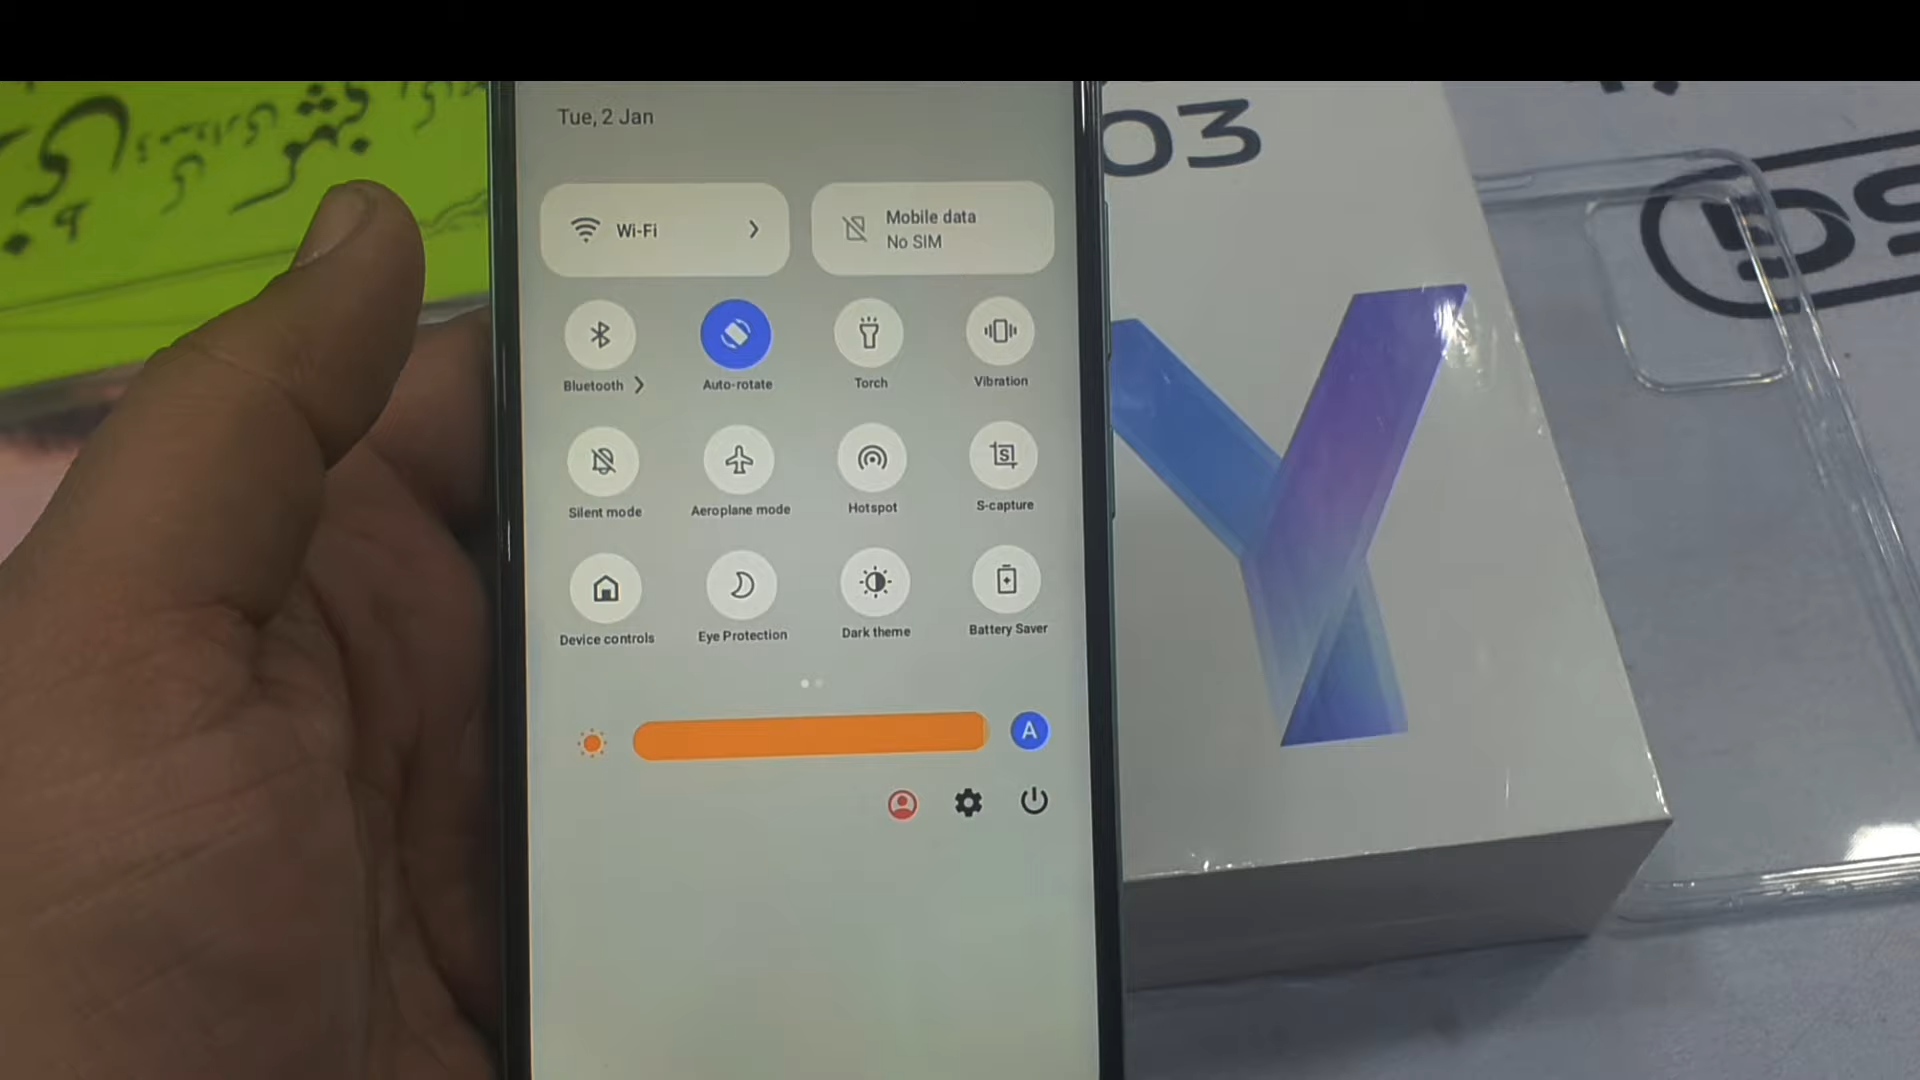 Tue, 2 Jan
Wi-Fi
Mobile data
No SIM
Bluetooth
Auto-rotate
Torch
Vibration
Silent mode
Aeroplane mode
Hotspot
S-capture
Device controls
Eye Protection
Dark theme
Battery Saver
A
03
Y